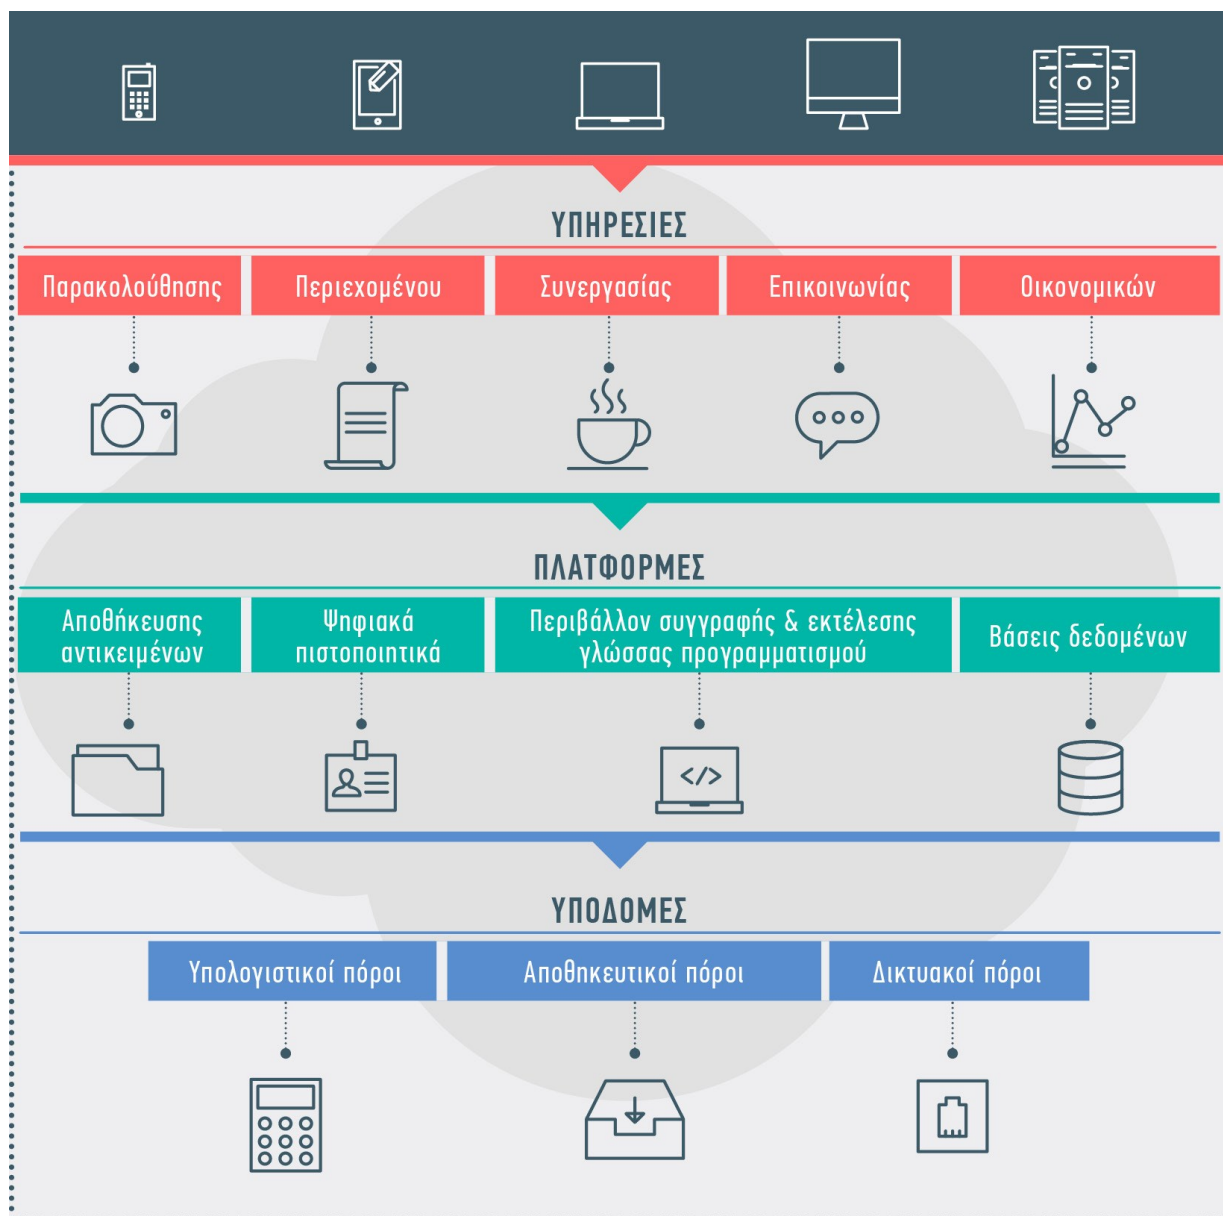 ΥΠΗΡΕΣΙΕΣ
Παρακολούθησης
Περιεχομένου
Συνεργασίας
Επικοινωνίας
Οικονομικών
ΠΛΑΤΦΟΡΜΕΣ
Αποθήκευσης
αντικειμένων
Ψηφιακά
πιστοποιητικά
Περιβάλλον συγγραφής & εκτέλεσης
γλώσσας προγραμματισμού
Βάσεις δεδομένων
</>
ΥΠΟΔΟΜΕΣ
Υπολογιστικοί πόροι
Αποθηκευτικοί πόροι
Δικτυακοί πόροι